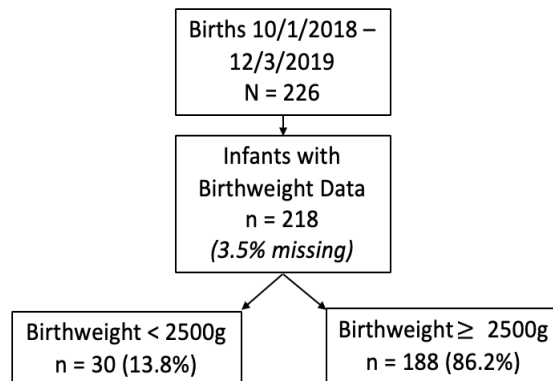 Births 10/1/2018 –
12/3/2019
N = 226
Infants with
Birthweight Data
n = 218
(3.5% missing)
Birthweight < 2500g
n = 30 (13.8%)
Birthweight ≥ 2500g
n = 188 (86.2%)